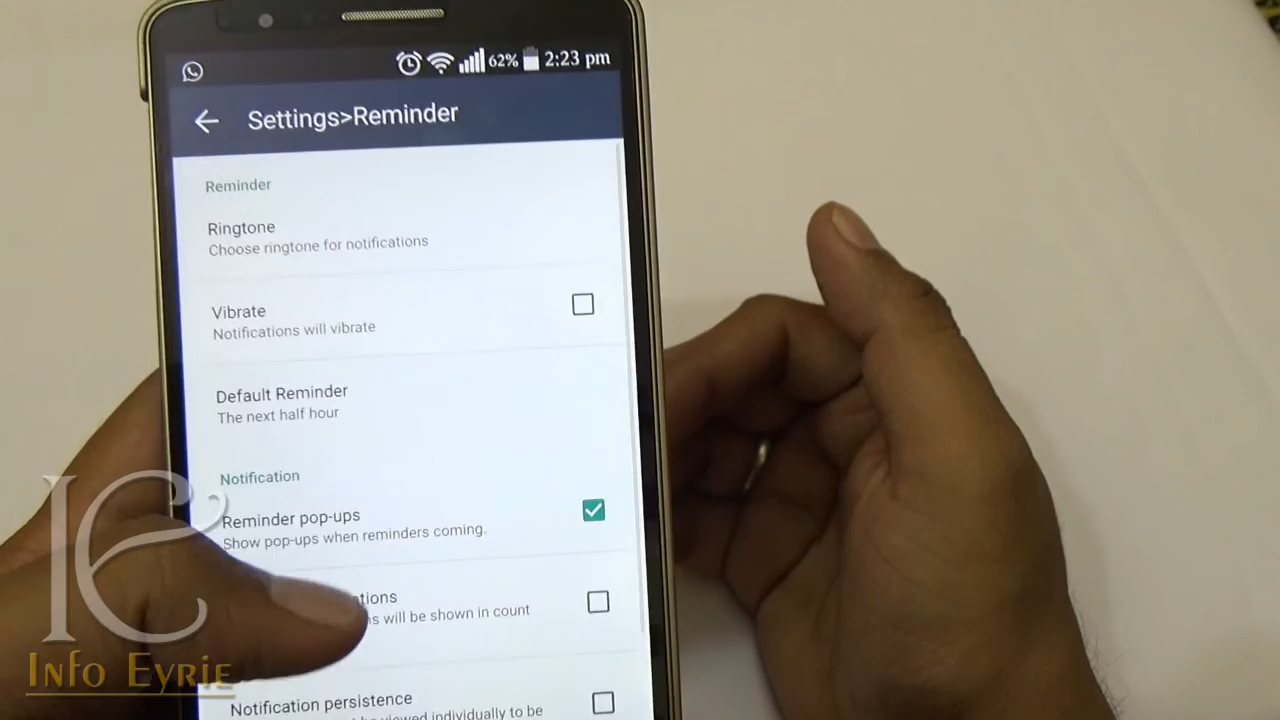 62% 2:23 pm
Settings>Reminder
Reminder
Ringtone
Choose ringtone for notifications
Vibrate
Notifications will vibrate
Default Reminder
The next half hour
Notification
Reminder pop-ups
Show pop-ups when reminders coming.
will be shown in count
Notification persistence
be viewed individually to be
IE
Info Eyrie